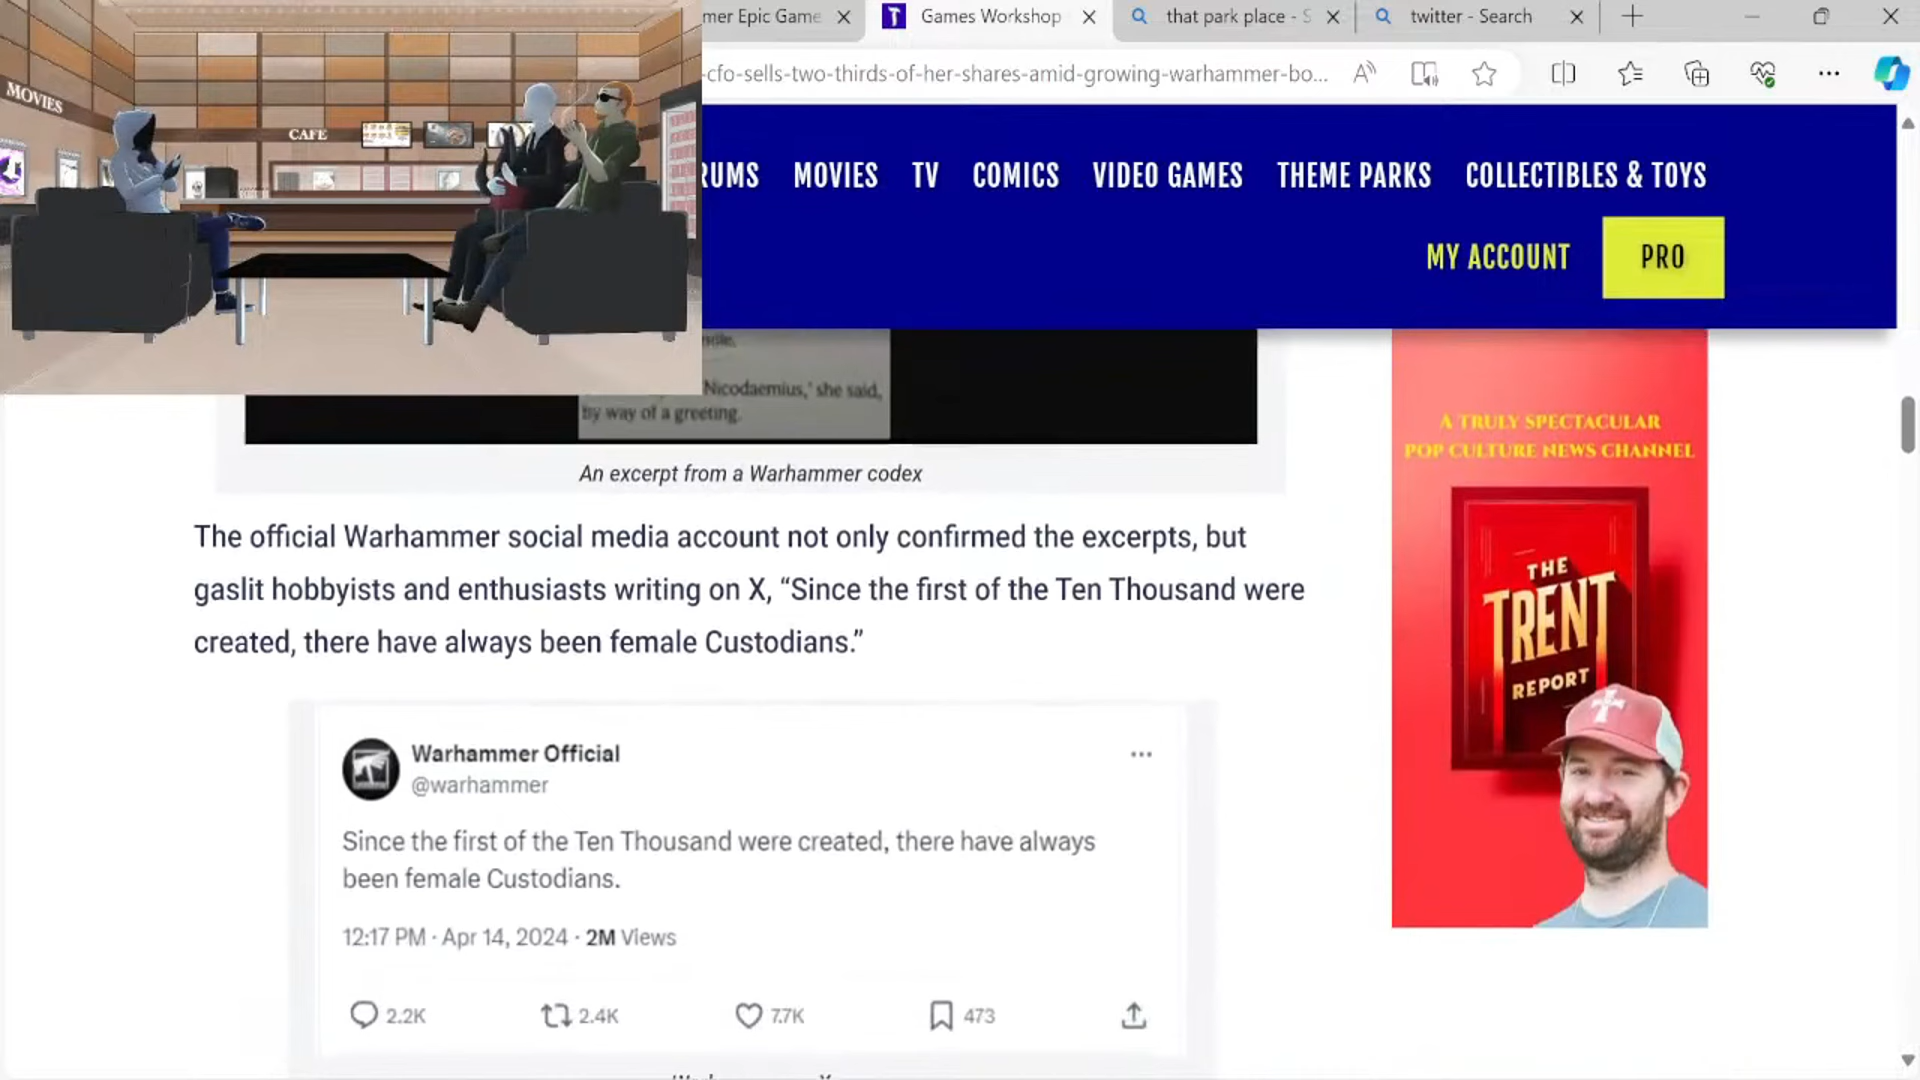 mer Epic Game
Games Workshop
that park place - S
twitter - Search
-cfo-sells-two-thirds-of-her-shares-amid-growing-warhammer-bo...
MOVIES
CAFE
RUMS
MOVIES
TV
COMICS
VIDEO GAMES
THEME PARKS
COLLECTIBLES & TOYS
MY ACCOUNT
PRO
Nicodaemius,' she said,
by way of a greeting.
An excerpt from a Warhammer codex
The official Warhammer social media account not only confirmed the excerpts, but
gaslit hobbyists and enthusiasts writing on X, “Since the first of the Ten Thousand were
created, there have always been female Custodians.”
Warhammer Official
@warhammer
Since the first of the Ten Thousand were created, there have always
been female Custodians.
12:17 PM · Apr 14, 2024 · 2M Views
2.2K
2.4K
7.7K
473
A TRULY SPECTACULAR
POP CULTURE NEWS CHANNEL
THE
TRENT
REPORT